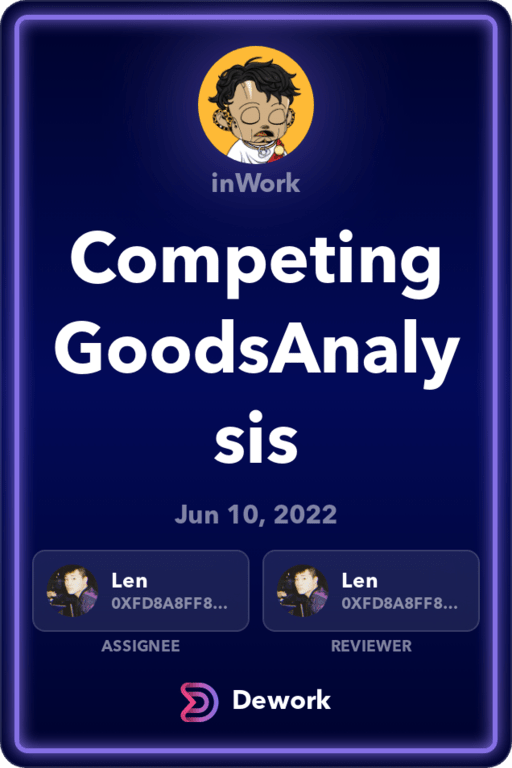 inWork
Competing
GoodsAnaly
sis
Jun 10, 2022
Len
0XFD8A8FF8...
Len
0XFD8A8FF8...
ASSIGNEE
REVIEWER
Dework